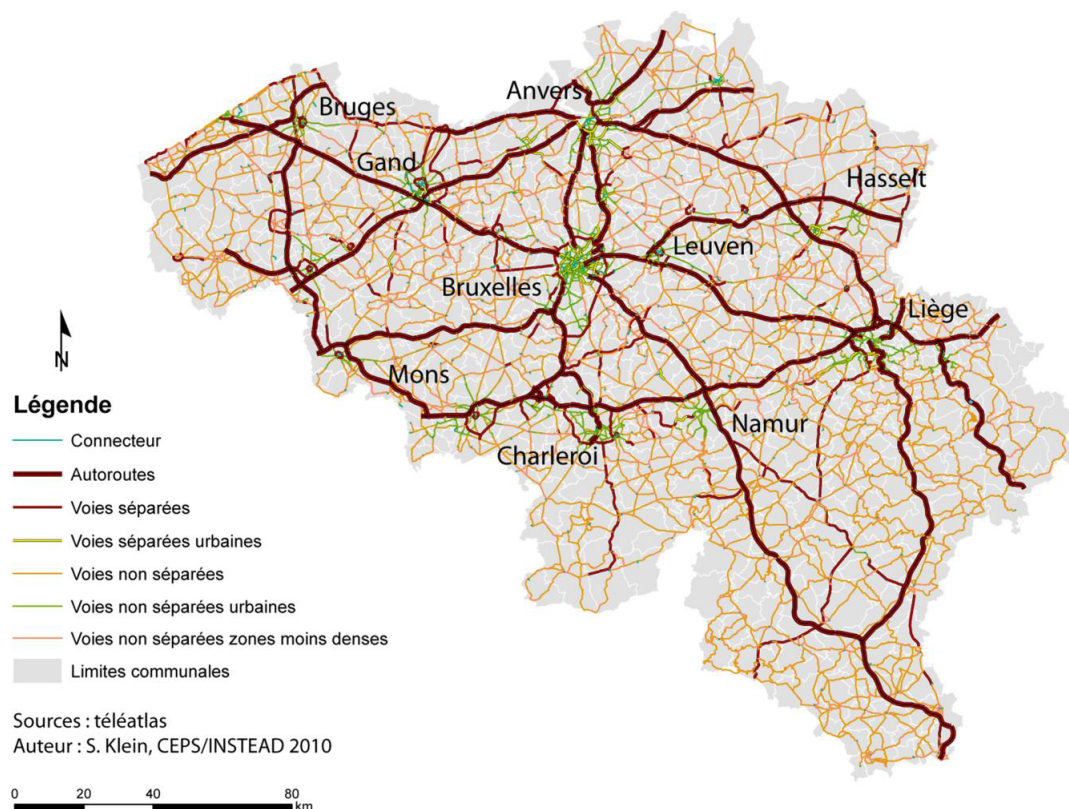 Anvers
Bruges
Gand
Hasselt
Leuven
Bruxelles
Liège
N
Mons
Namur
Charleroi
Légende
Connecteur
Autoroutes
Voies séparées
Voies séparées urbaines
Voies non séparées
Voies non séparées urbaines
Voies non séparées zones moins denses
Limites communales
Sources : téléatlas
Auteur : S. Klein, CEPS/INSTEAD 2010
0 20 40 80
km